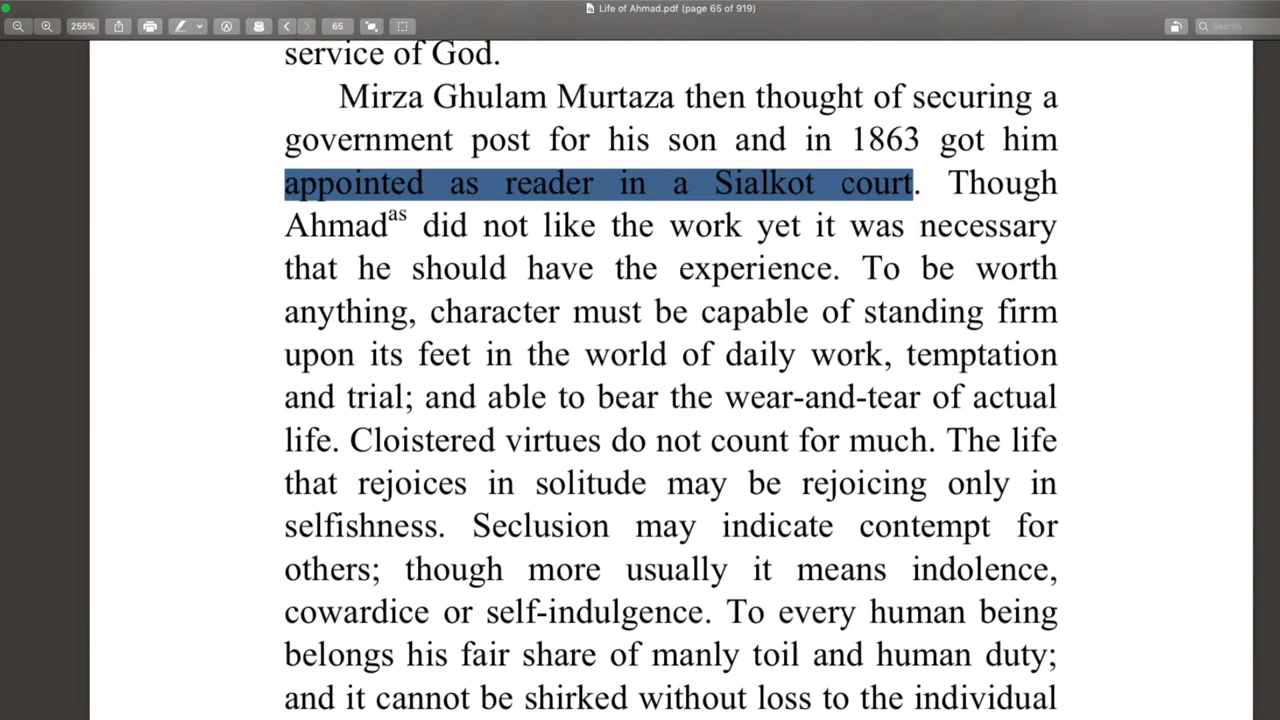 Life of Ahmad.pdf (page 65 of 919)
255%
65
Search
service of God.
Mirza Ghulam Murtaza then thought of securing a
government post for his son and in 1863 got him
appointed as reader in a Sialkot court. Though
Ahmadas did not like the work yet it was necessary
that he should have the experience. To be worth
anything, character must be capable of standing firm
upon its feet in the world of daily work, temptation
and trial; and able to bear the wear-and-tear of actual
life. Cloistered virtues do not count for much. The life
that rejoices in solitude may be rejoicing only in
selfishness. Seclusion may indicate contempt for
others; though more usually it means indolence,
cowardice or self-indulgence. To every human being
belongs his fair share of manly toil and human duty;
and it cannot be shirked without loss to the individual